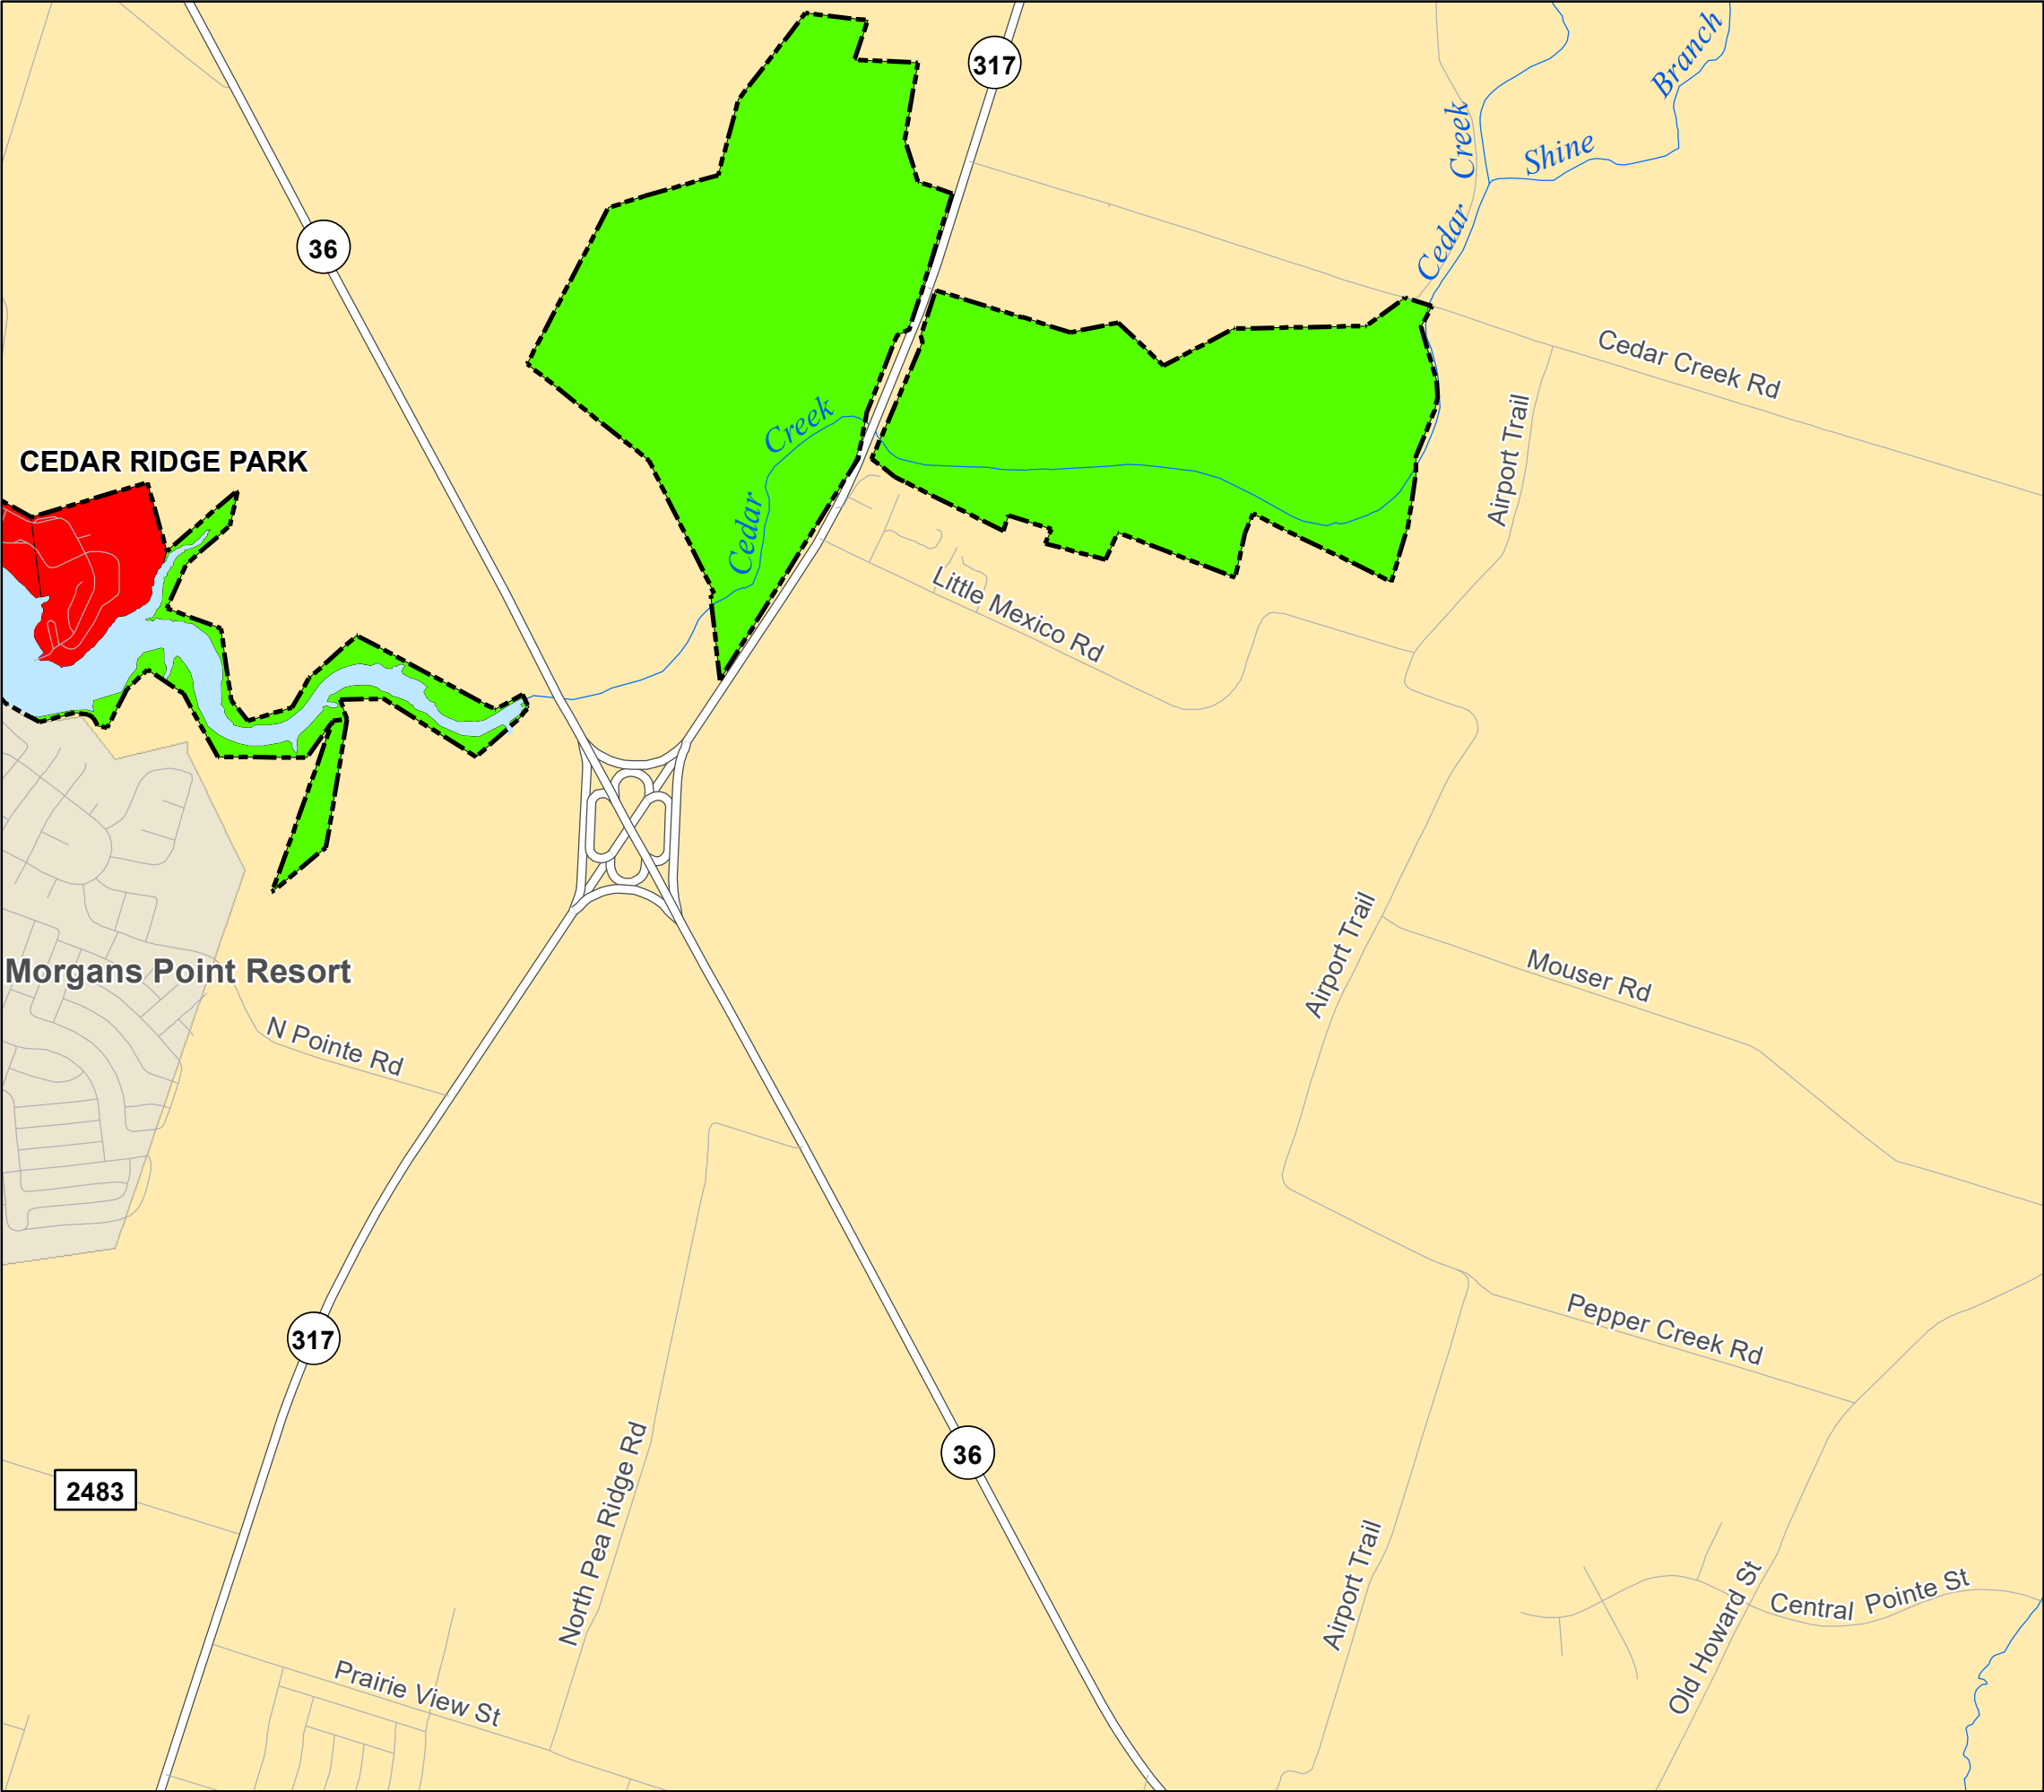 Branch
317
Creek
Shine
36
Cedar
Cedar Creek Rd
Creek
Airport Trail
CEDAR RIDGE PARK
Cedar
Little Mexico Rd
Airport Trail
Mouser Rd
Morgans Point Resort
N Pointe Rd
Pepper Creek Rd
317
36
2483
North Pea Ridge Rd
Airport Trail
Old Howard St
Central Pointe St
Prairie View St